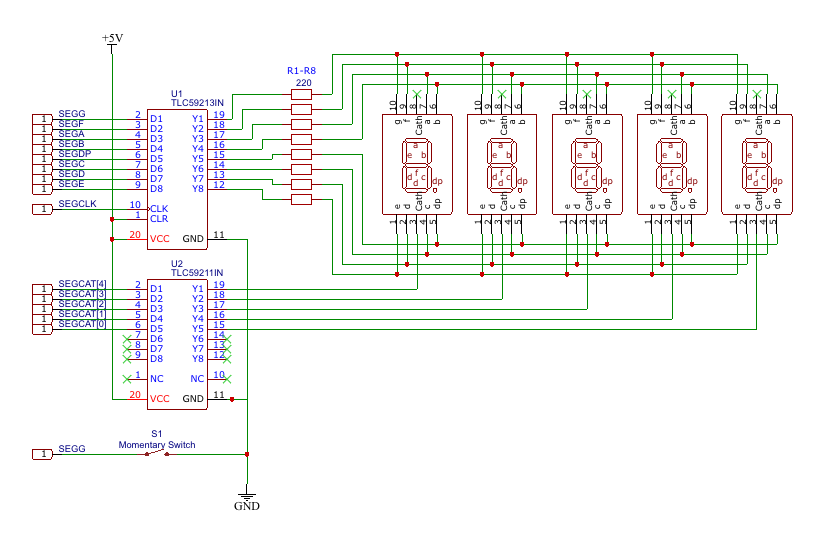 +5V
R1-R8
220
U1
TLC59213IN
SEGG 2 D1 Y1 19
SEGF 3 D2 Y2 18
SEGA 4 D3 Y3 17
SEGB 5 D4 Y4 16
SEGDP 6 D5 Y5 15
SEGC 7 D6 Y6 14
SEGD 8 D7 Y7 13
SEGE 9 D8 Y8 12
SEGCLK 10 CLK
1 CLR
20 VCC GND 11
1 1 1 1 1 1 1 1 1
10 9 8 7 6 10 9 8 7 6 10 9 8 7 6 10 9 8 7 6 10 9 8 7 6
g f Cath a b g f Cath a b g f Cath a b g f Cath a b g f Cath a b
a a a a a
e b e b e b e b e b
d f c d f c d f c d f c d f c
d dp d dp d dp d dp d dp
e d Cath c dp e d Cath c dp e d Cath c dp e d Cath c dp e d Cath c dp
1 2 3 4 5 1 2 3 4 5 1 2 3 4 5 1 2 3 4 5 1 2 3 4 5
U2
TLC59211IN
1 SEGCAT[4] 2 D1 Y1 19
1 SEGCAT[3] 3 D2 Y2 18
1 SEGCAT[2] 4 D3 Y3 17
1 SEGCAT[1] 5 D4 Y4 16
1 SEGCAT[0] 6 D5 Y5 15
7 D6 Y6 14
8 D7 Y7 13
9 D8 Y8 12
1 NC NC 10
20 VCC GND 11
S1
Momentary Switch
1 SEGG
GND